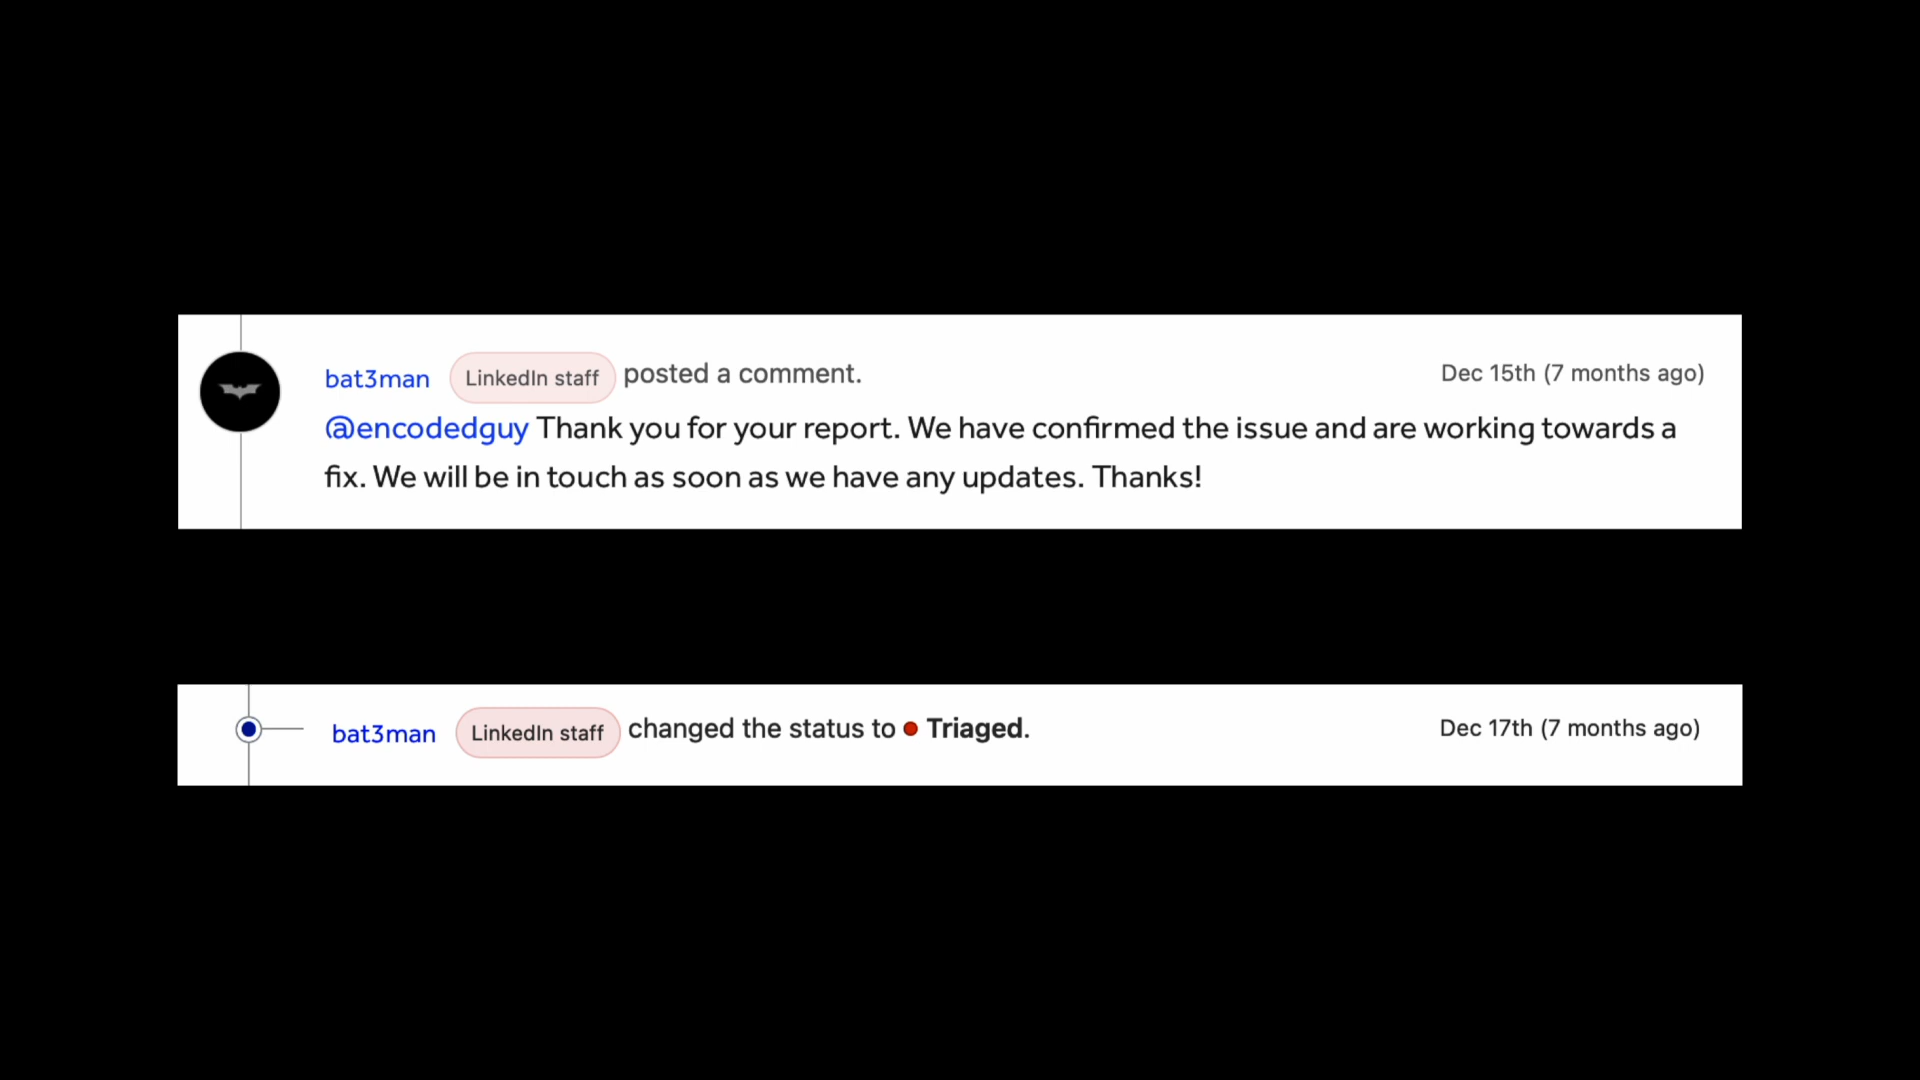 bat3man LinkedIn staff posted a comment. Dec 15th (7 months ago)
@encodedguy Thank you for your report. We have confirmed the issue and are working towards a
fix. We will be in touch as soon as we have any updates. Thanks!
bat3man LinkedIn staff changed the status to Triaged. Dec 17th (7 months ago)